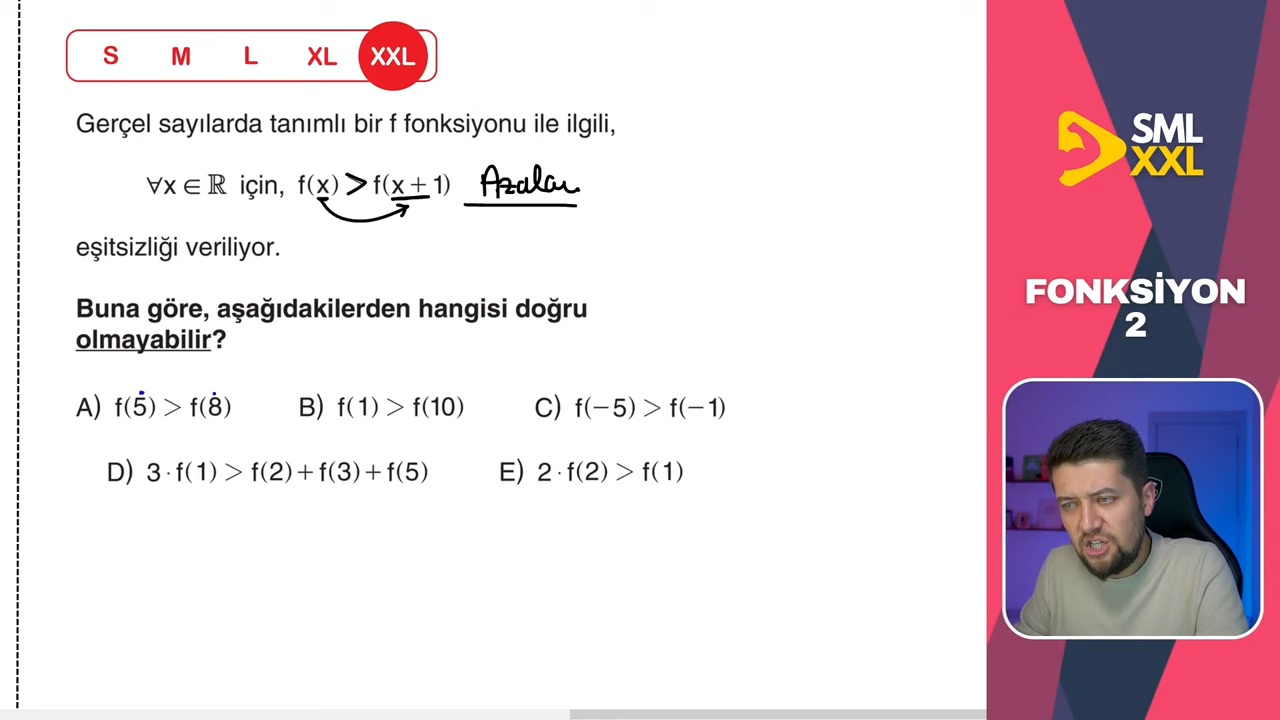 S M L XL XXL
Gerçel sayılarda tanımlı bir f fonksiyonu ile ilgili,
∀x ∈ ℝ için, f(x) > f(x + 1) Azalan
eşitsizliği veriliyor.
Buna göre, aşağıdakilerden hangisi doğru
olmayabilir?
A) f(5) > f(8) B) f(1) > f(10) C) f(−5) > f(−1)
D) 3 · f(1) > f(2) + f(3) + f(5) E) 2 · f(2) > f(1)
SML
XXL
FONKSİYON
2